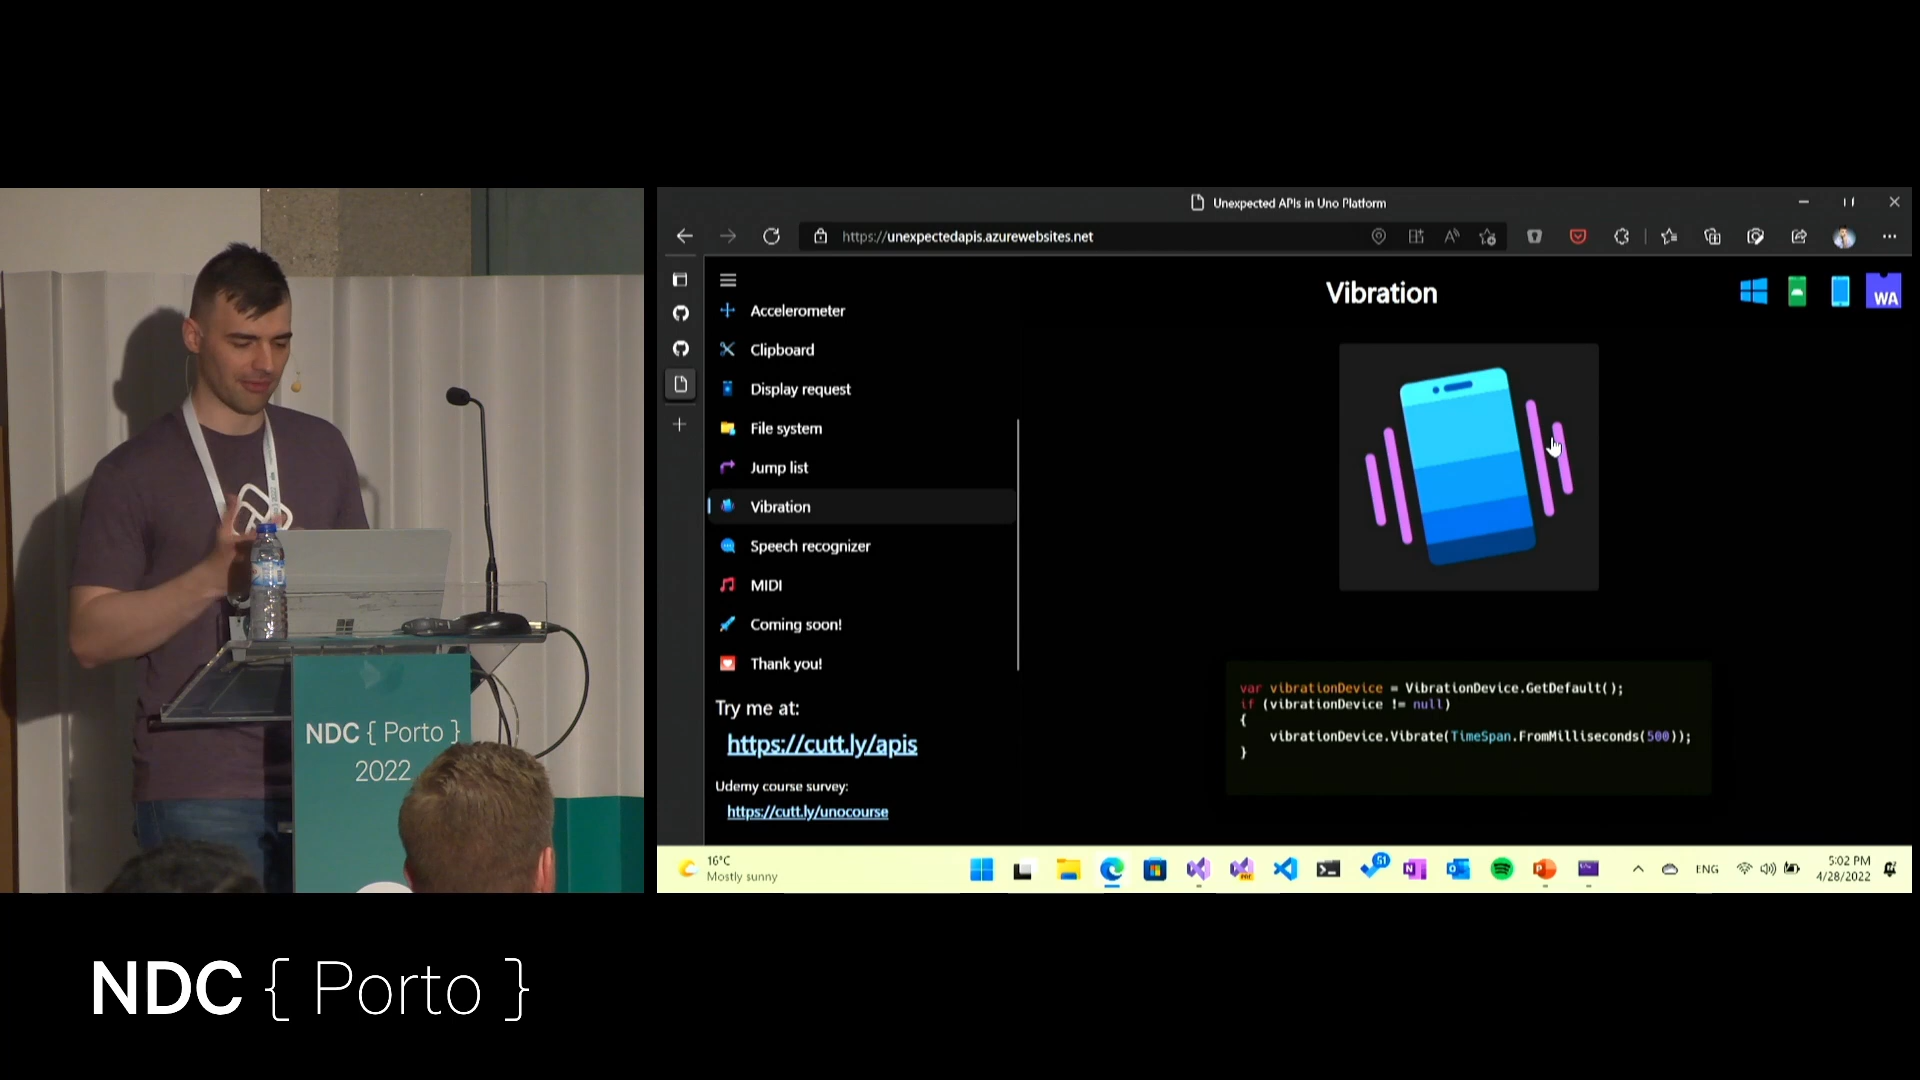 Unexpected APIs in Uno Platform
https://unexpectedapis.azurewebsites.net
Accelerometer
Clipboard
Display request
File system
Jump list
Vibration
Speech recognizer
MIDI
Coming soon!
Thank you!
Try me at:
https://cutt.ly/apis
Udemy course survey:
https://cutt.ly/unocourse
Vibration
WA
var vibrationDevice = VibrationDevice.GetDefault();
if (vibrationDevice != null)
{
vibrationDevice.Vibrate(TimeSpan.FromMilliseconds(500));
}
16°C
Mostly sunny
51
ENG
5:02 PM
4/28/2022
NDC { Porto }
2022
NDC { Porto }